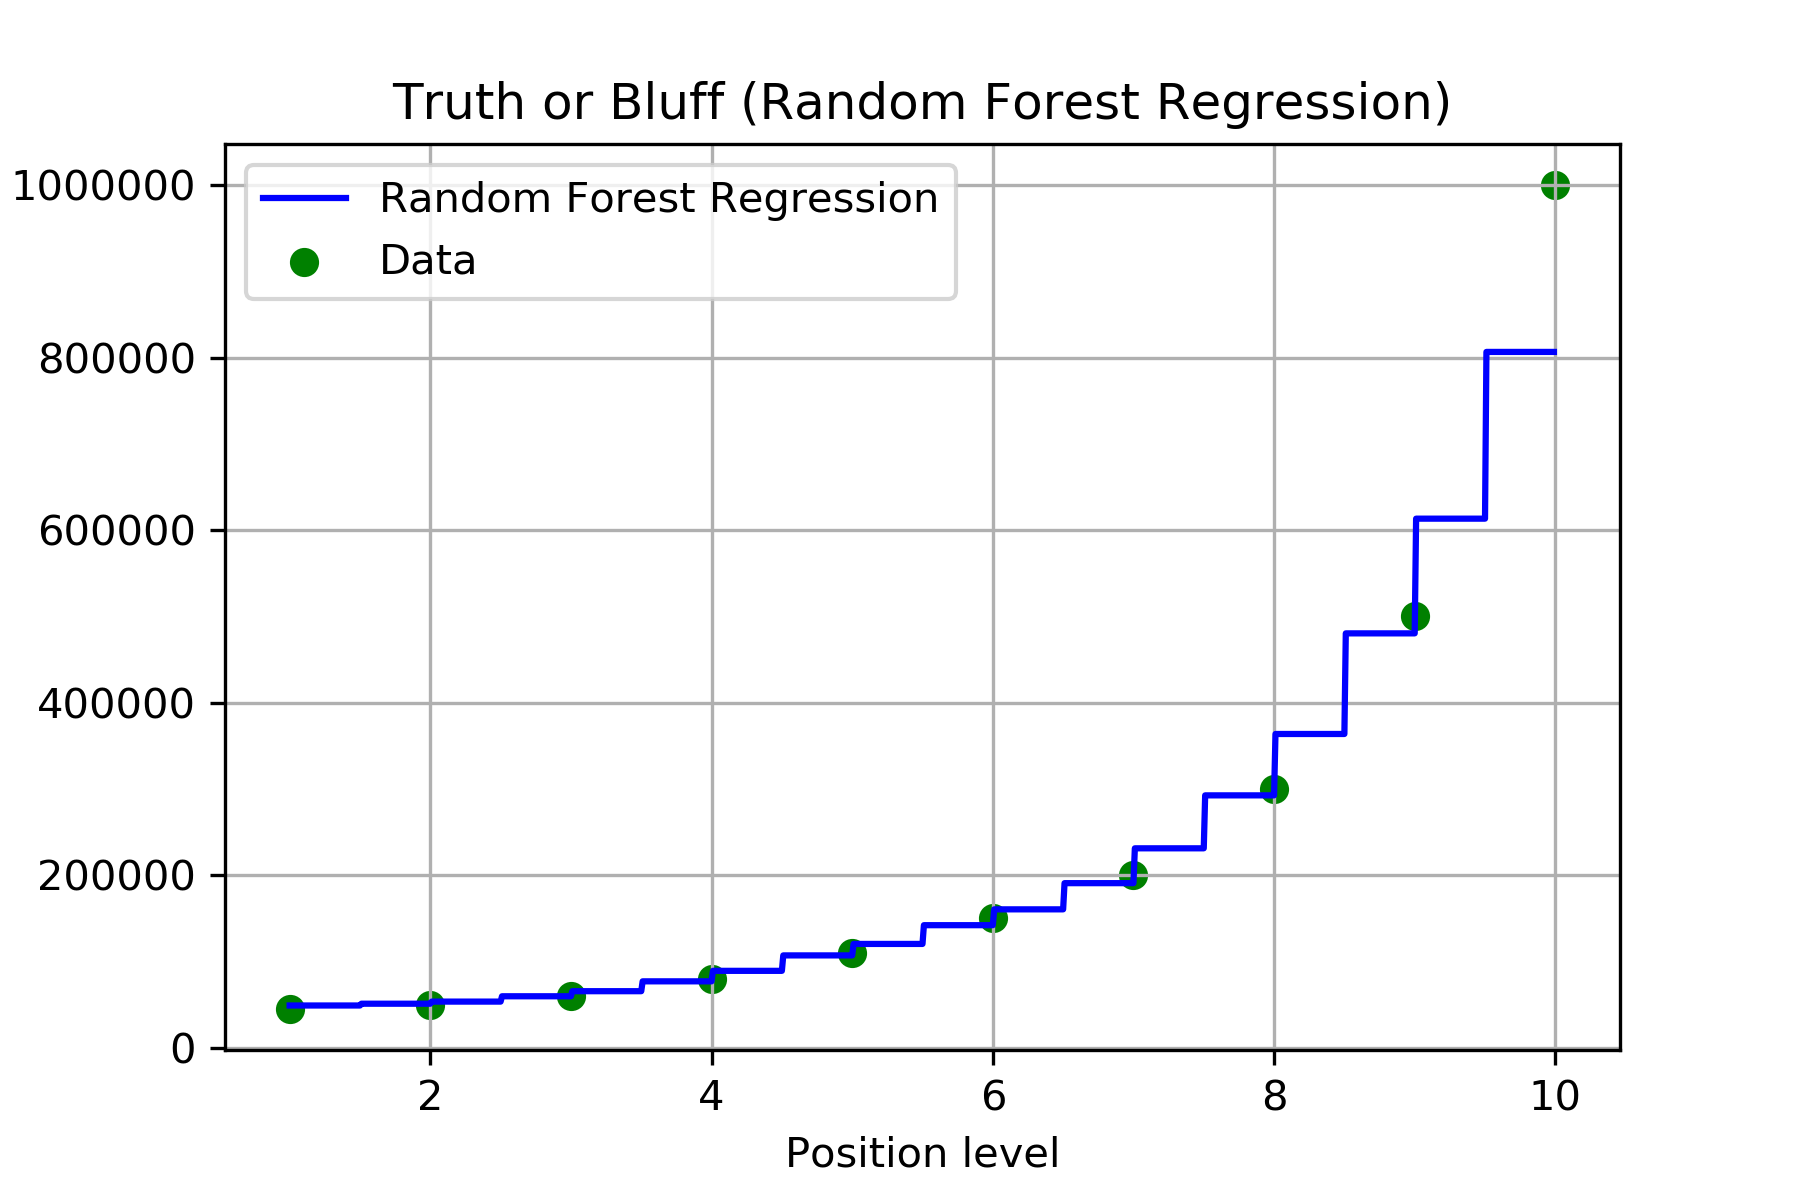 Truth or Bluff (Random Forest Regression)
Random Forest Regression
Data
1000000
800000
600000
400000
200000
0
2 4 6 8 10
Position level